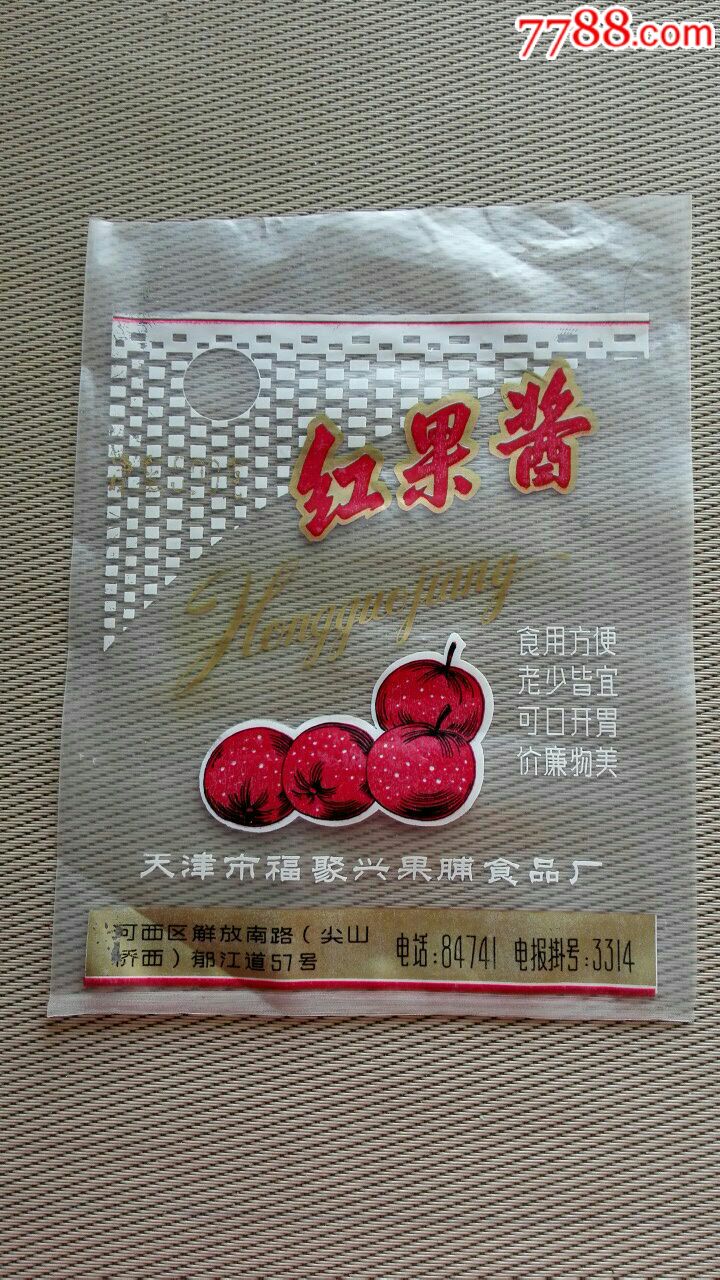 7788.com
红果酱
Hongguojiang
食用方便
老少皆宜
可口开胃
价廉物美
天津市福聚兴果脯食品厂
河西区解放南路(尖山
桥西)郁江道57号
电话:84741 电报掛号:3314